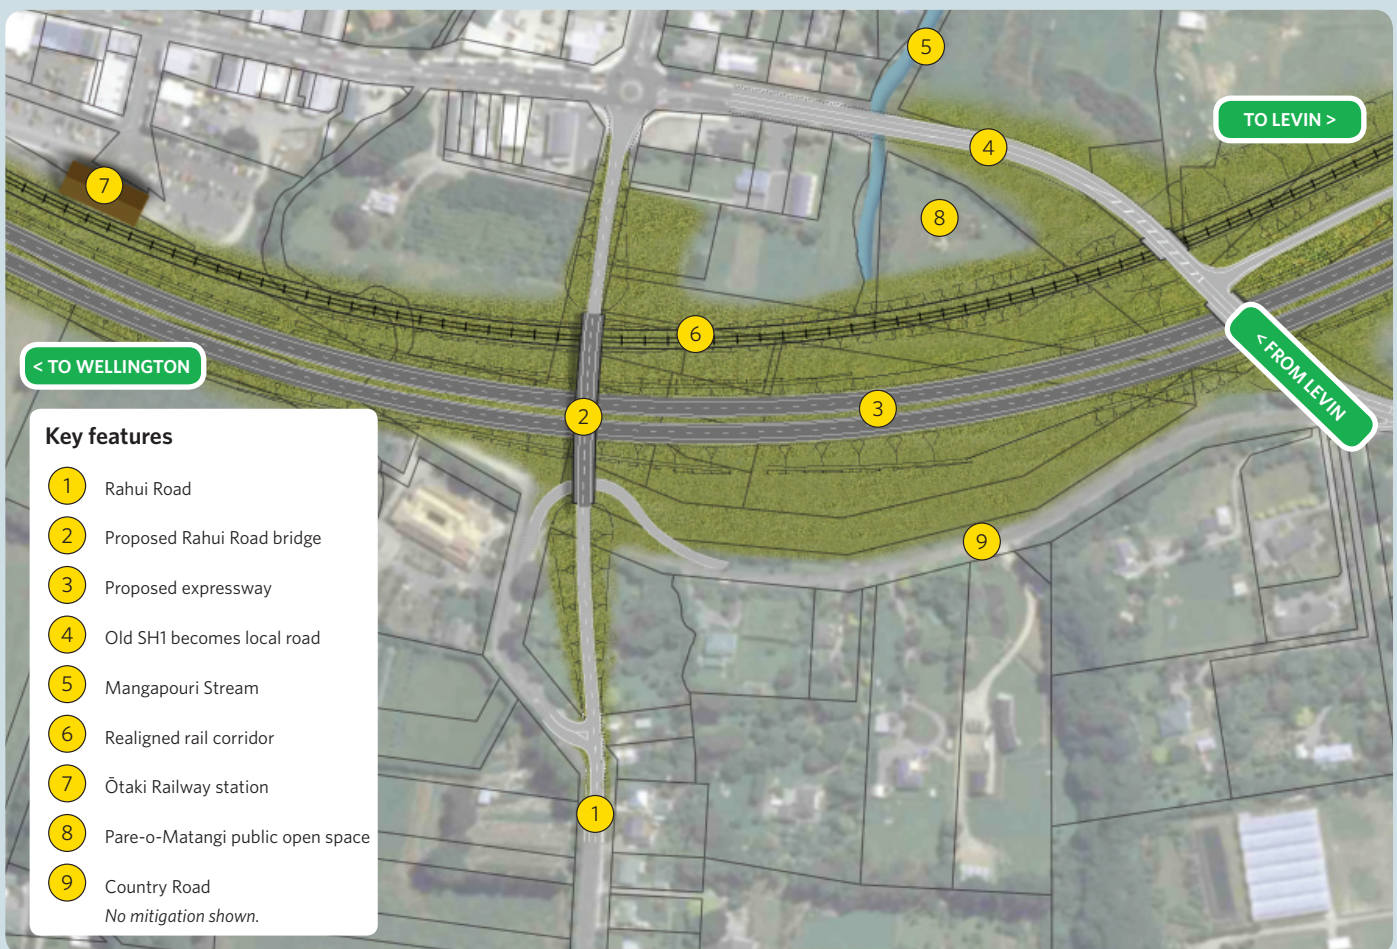 5
TO LEVIN >
4
7
8
6
< TO WELLINGTON
< FROM LEVIN
3
2
Key features
1 Rahui Road
2 Proposed Rahui Road bridge
3 Proposed expressway
4 Old SH1 becomes local road
5 Mangapouri Stream
6 Realigned rail corridor
7 Ōtaki Railway station
8 Pare-o-Matangi public open space
9 Country Road
No mitigation shown.
9
1